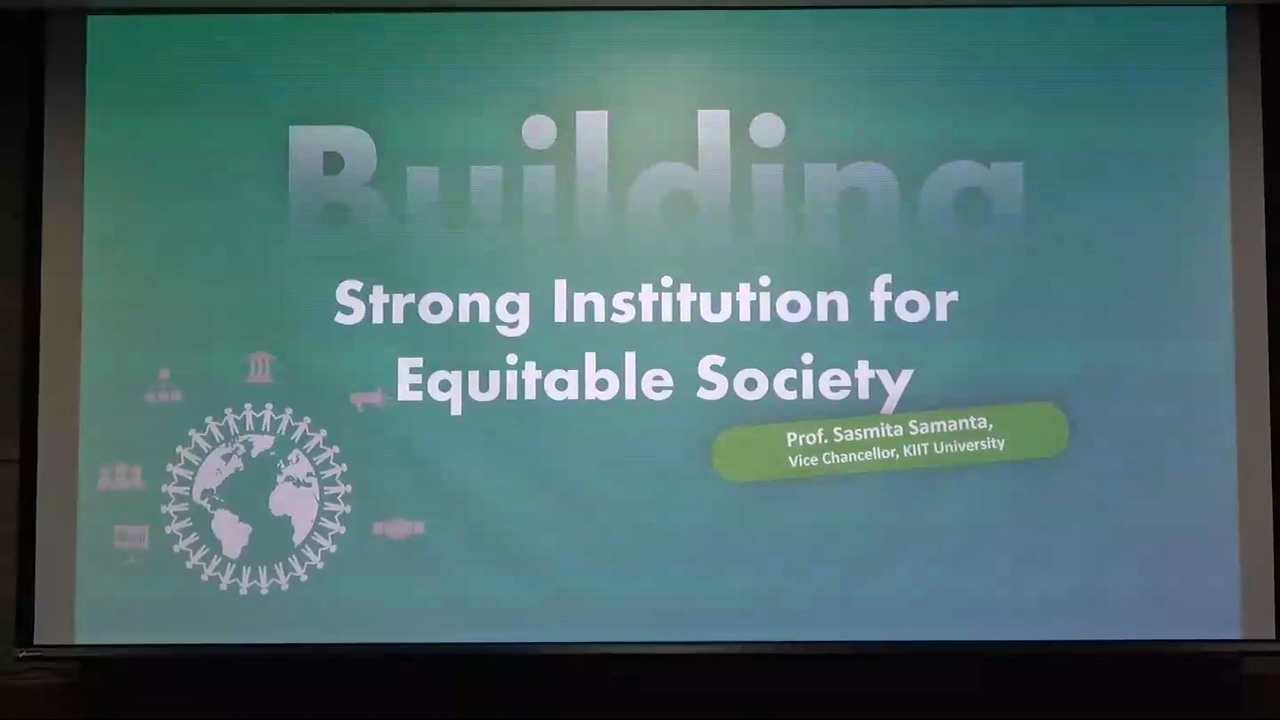 Building
Strong Institution for
Equitable Society
Prof. Sasmita Samanta,
Vice Chancellor, KIIT University